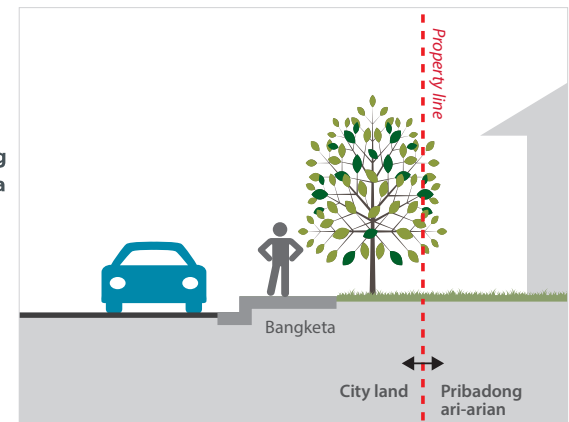 Property line
g
a
Bangketa
City land
Pribadong
ari-arian